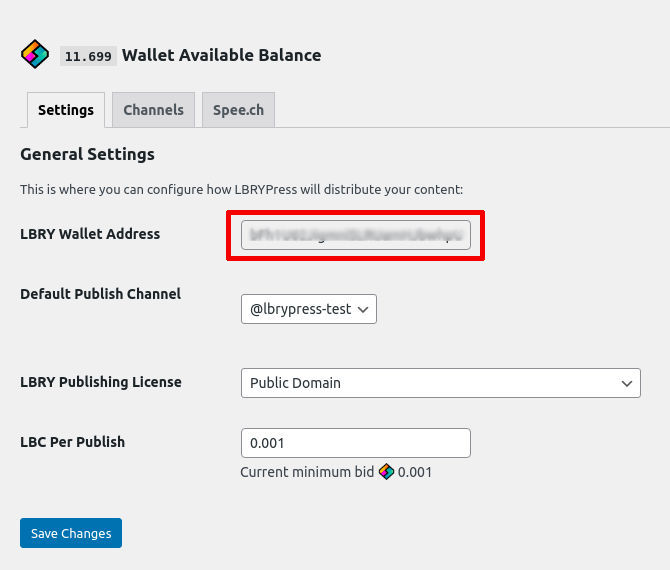 11.699 Wallet Available Balance
Settings Channels Spee.ch
General Settings
This is where you can configure how LBRYPress will distribute your content:
LBRY Wallet Address
Default Publish Channel
@lbrypress-test
LBRY Publishing License Public Domain
LBC Per Publish 0.001
Current minimum bid 0.001
Save Changes